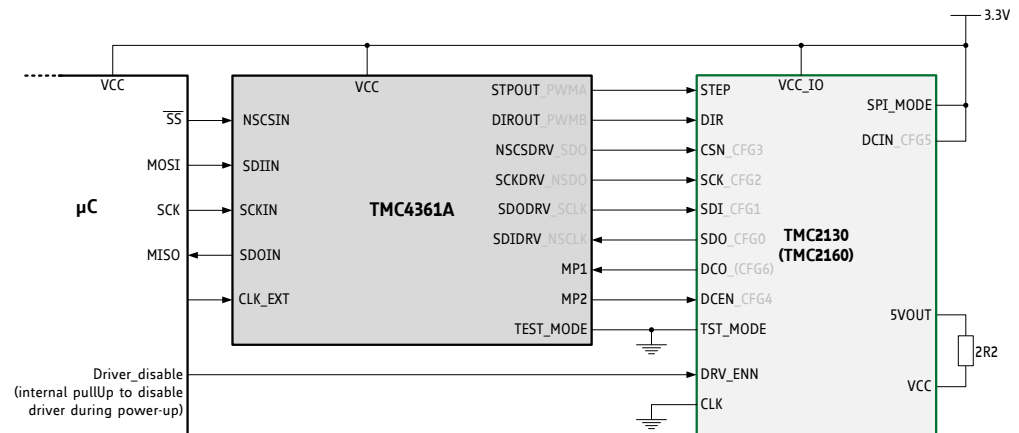 3.3V
VCC
VCC
VCC_IO
SS
MOSI
µC
SCK
MISO
Driver_disable
(internal pullUp to disable
driver during power-up)
NSCSIN
SDIIN
SCKIN
SDOIN
CLK_EXT
TMC4361A
STPOUT_PWMA
DIROUT_PWMB
NSCSDRV_SDO
SCKDRV_NSDO
SDODRV_SCLK
SDIDRV_NSCLK
MP1
MP2
TEST_MODE
STEP
DIR
CSN_CFG3
SCK_CFG2
SDI_CFG1
SDO_CFG0
DCO_(CFG6)
DCEN_CFG4
TST_MODE
DRV_ENN
CLK
TMC2130
(TMC2160)
SPI_MODE
DCIN_CFG5
5VOUT
2R2
VCC